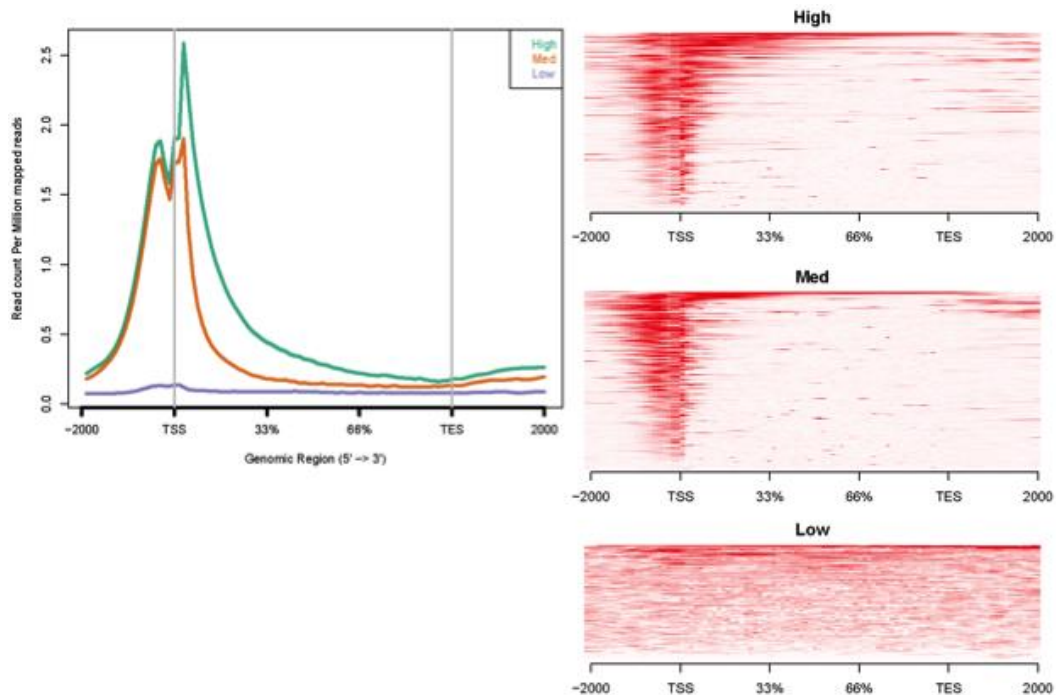 High
Med
Low
2.5
2.0
1.5
1.0
0.5
0.0
Read count Per Million mapped reads
−2000 TSS 33% 66% TES 2000
Genomic Region (5' −> 3')
High
−2000 TSS 33% 66% TES 2000
Med
−2000 TSS 33% 66% TES 2000
Low
−2000 TSS 33% 66% TES 2000